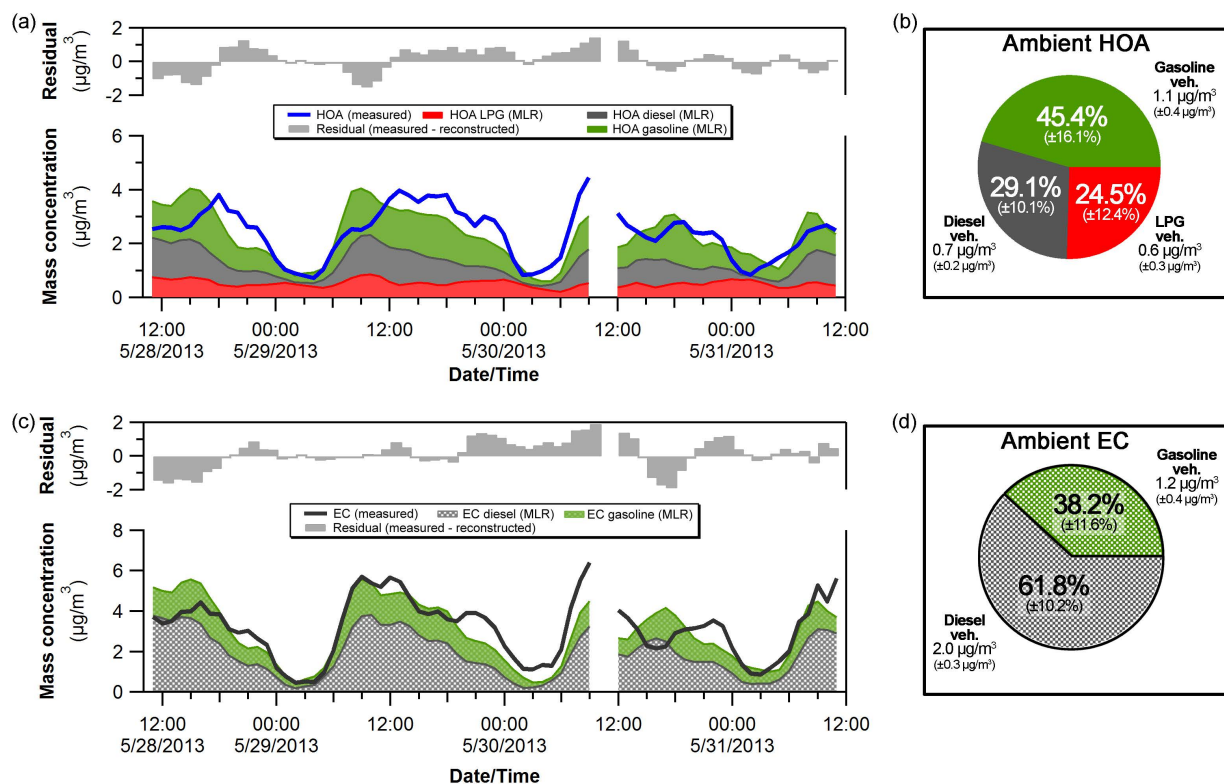 (a)
Residual
(µg/m³)
2
0
-2
HOA (measured) HOA LPG (MLR) HOA diesel (MLR)
Residual (measured - reconstructed) HOA gasoline (MLR)
Mass concentration
(µg/m³)
6
4
2
0
12:00 00:00 12:00 00:00 12:00 00:00 12:00
5/28/2013 5/29/2013 5/30/2013 5/31/2013
Date/Time
(b)
Ambient HOA
Gasoline
veh.
1.1 µg/m³
(±0.4 µg/m³)
45.4%
(±16.1%)
29.1%
(±10.1%)
24.5%
(±12.4%)
Diesel
veh.
0.7 µg/m³
(±0.2 µg/m³)
LPG
veh.
0.6 µg/m³
(±0.3 µg/m³)
(c)
Residual
(µg/m³)
2
0
-2
EC (measured) EC diesel (MLR) EC gasoline (MLR)
Residual (measured - reconstructed)
Mass concentration
(µg/m³)
8
6
4
2
0
12:00 00:00 12:00 00:00 12:00 00:00 12:00
5/28/2013 5/29/2013 5/30/2013 5/31/2013
Date/Time
(d)
Ambient EC
Gasoline
veh.
1.2 µg/m³
(±0.4 µg/m³)
38.2%
(±11.6%)
61.8%
(±10.2%)
Diesel
veh.
2.0 µg/m³
(±0.3 µg/m³)